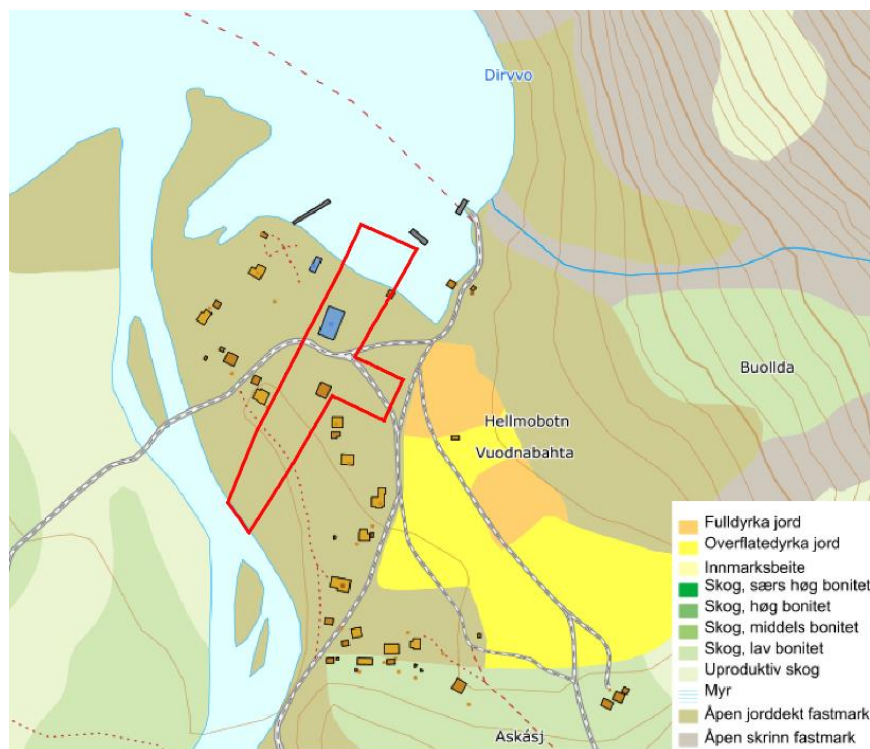 Dirvvo
Buollda
Hellmobotn
Vuodnabahta
Askásj
Fulldyrka jord
Overflatedyrka jord
Innmarksbeite
Skog, særs høg bonitet
Skog, høg bonitet
Skog, middels bonitet
Skog, lav bonitet
Uproduktiv skog
Myr
Åpen jorddekt fastmark
Åpen skrinn fastmark